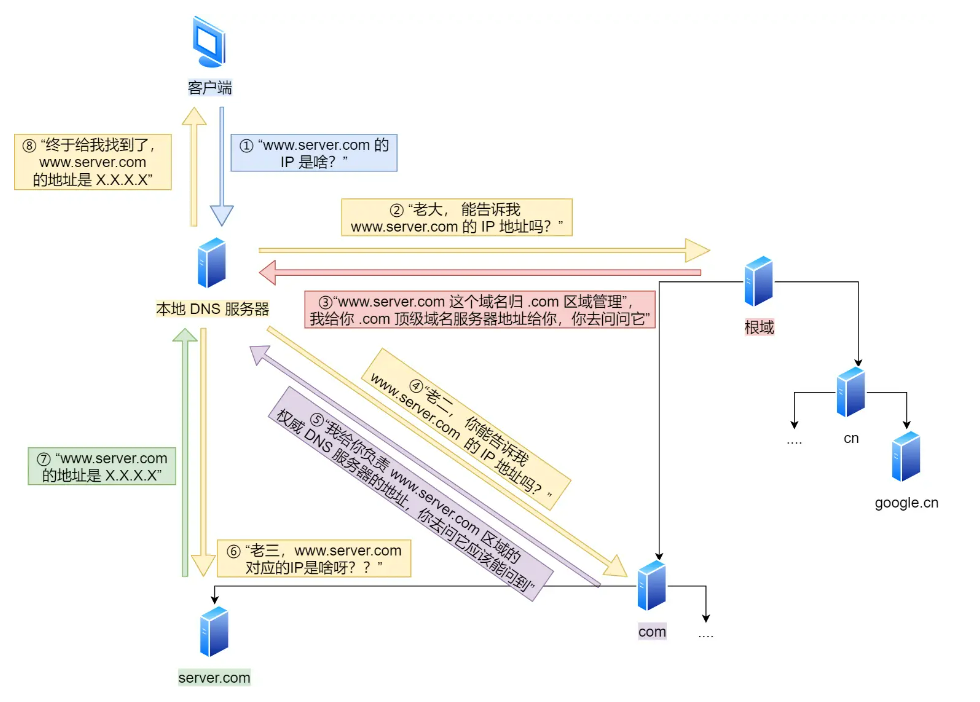 客户端
⑧ “终于给我找到了，
www.server.com
的地址是 X.X.X.X”
① “www.server.com 的
IP 是啥？”
② “老大， 能告诉我
www.server.com 的 IP 地址吗？”
本地 DNS 服务器
③“www.server.com 这个域名归 .com 区域管理”，
我给你 .com 顶级域名服务器地址给你，你去问问它”
根域
④“老二， 你能告诉我
www.server.com 的 IP 地址吗？”
⑤ “我给你负责 www.server.com 区域的
权威 DNS 服务器的地址，你去问它应该能问到”
....
cn
google.cn
⑦ “www.server.com
的地址是 X.X.X.X”
⑥ “老三，www.server.com
对应的IP是啥呀？？”
server.com
com
....